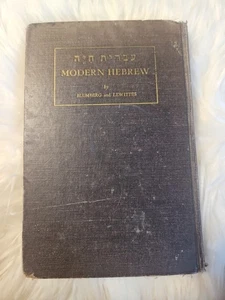 עברית חיה
MODERN HEBREW
by
BLUMBERG and LEWITTES